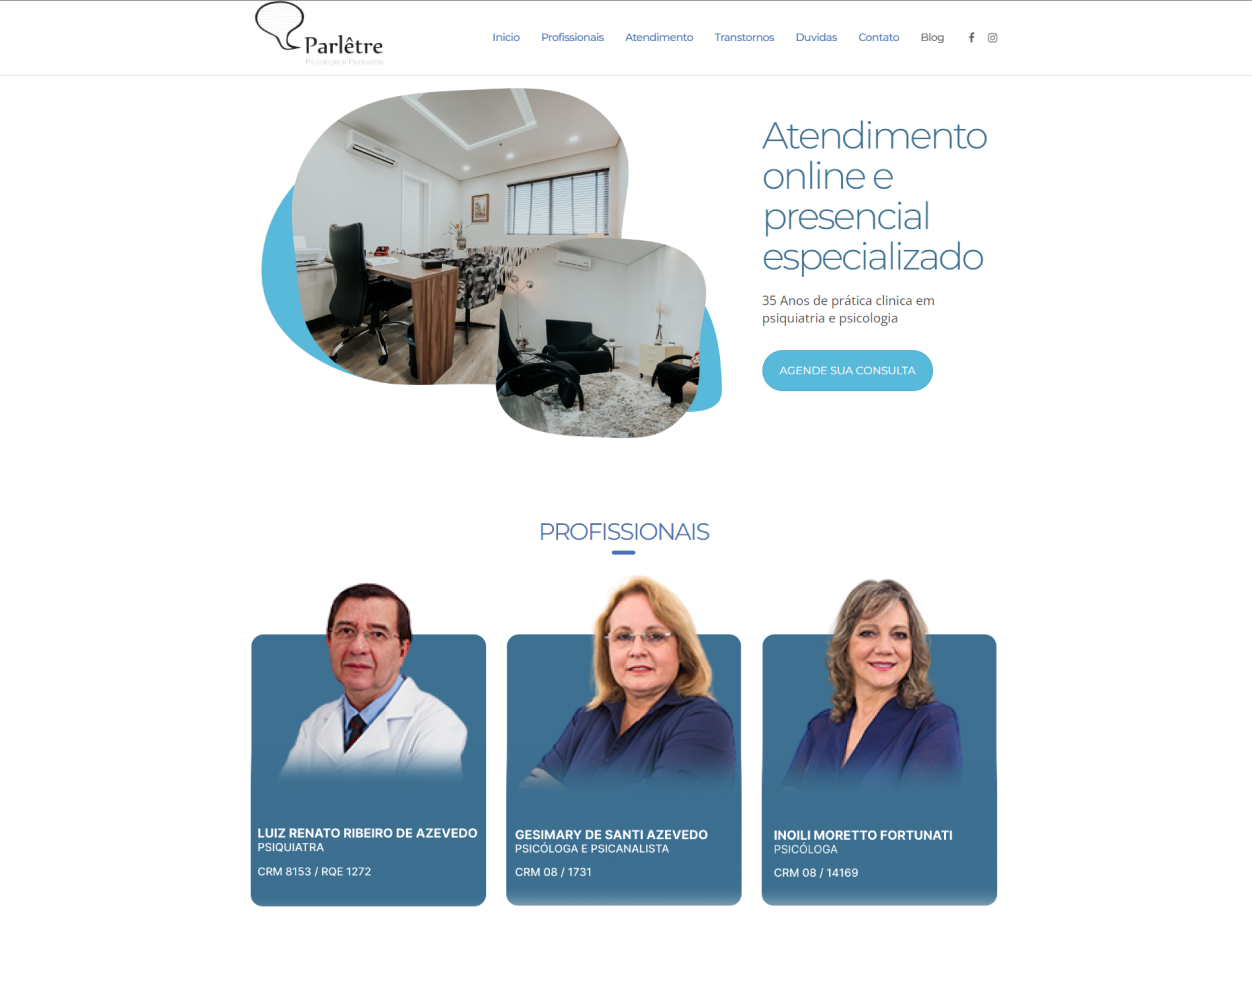 Parlêtre
Psicologia e Psiquiatria
Inicio
Profissionais
Atendimento
Transtornos
Duvidas
Contato
Blog
Atendimento
online e
presencial
especializado
35 Anos de prática clinica em
psiquiatria e psicologia
AGENDE SUA CONSULTA
PROFISSIONAIS
LUIZ RENATO RIBEIRO DE AZEVEDO
PSIQUIATRA
CRM 8153 / RQE 1272
GESIMARY DE SANTI AZEVEDO
PSICÓLOGA E PSICANALISTA
CRM 08 / 1731
INOILI MORETTO FORTUNATI
PSICÓLOGA
CRM 08 / 14169